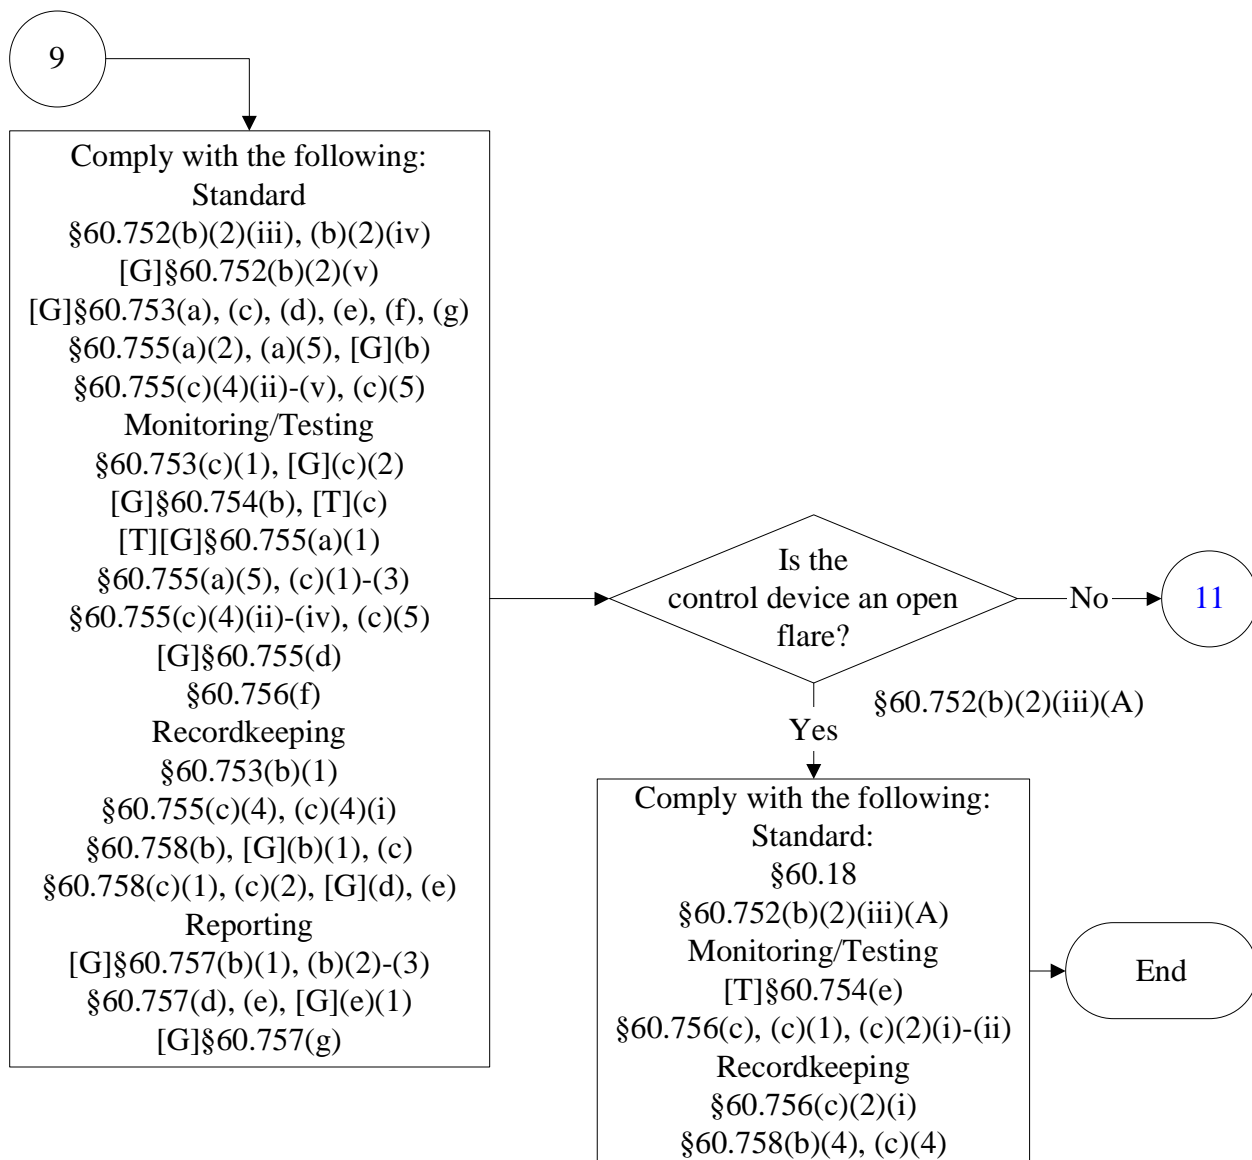 9
Comply with the following:
Standard
§60.752(b)(2)(iii), (b)(2)(iv)
[G]§60.752(b)(2)(v)
[G]§60.753(a), (c), (d), (e), (f), (g)
§60.755(a)(2), (a)(5), [G](b)
§60.755(c)(4)(ii)-(v), (c)(5)
Monitoring/Testing
§60.753(c)(1), [G](c)(2)
[G]§60.754(b), [T](c)
[T][G]§60.755(a)(1)
§60.755(a)(5), (c)(1)-(3)
§60.755(c)(4)(ii)-(iv), (c)(5)
[G]§60.755(d)
§60.756(f)
Recordkeeping
§60.753(b)(1)
§60.755(c)(4), (c)(4)(i)
§60.758(b), [G](b)(1), (c)
§60.758(c)(1), (c)(2), [G](d), (e)
Reporting
[G]§60.757(b)(1), (b)(2)-(3)
§60.757(d), (e), [G](e)(1)
[G]§60.757(g)
Is the
control device an open
flare?
No
11
§60.752(b)(2)(iii)(A)
Yes
Comply with the following:
Standard:
§60.18
§60.752(b)(2)(iii)(A)
Monitoring/Testing
[T]§60.754(e)
§60.756(c), (c)(1), (c)(2)(i)-(ii)
Recordkeeping
§60.756(c)(2)(i)
§60.758(b)(4), (c)(4)
End